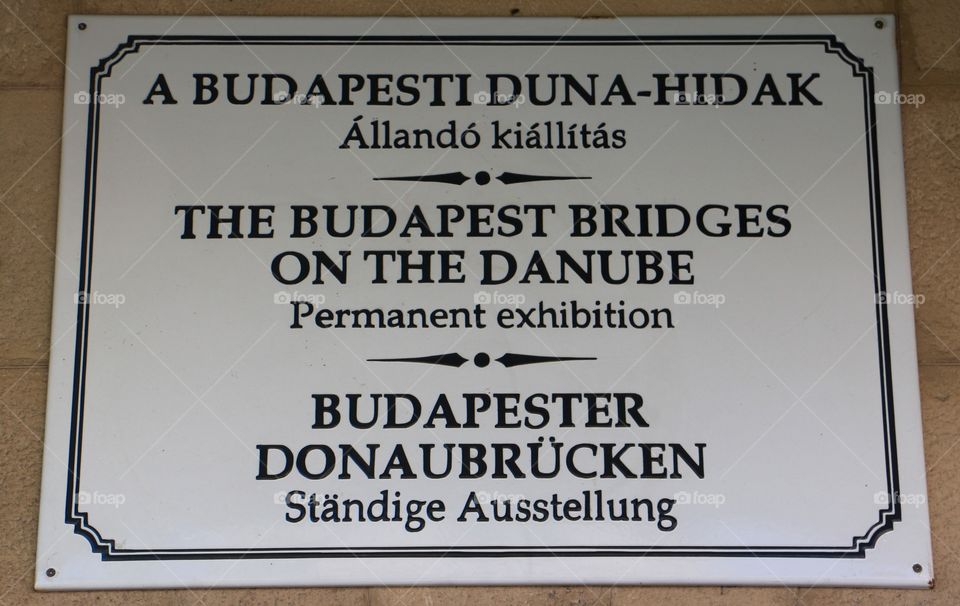 A BUDAPESTI DUNA-HIDAK
Állandó kiállítás
THE BUDAPEST BRIDGES
ON THE DANUBE
Permanent exhibition
BUDAPESTER
DONAUBRÜCKEN
Ständige Ausstellung